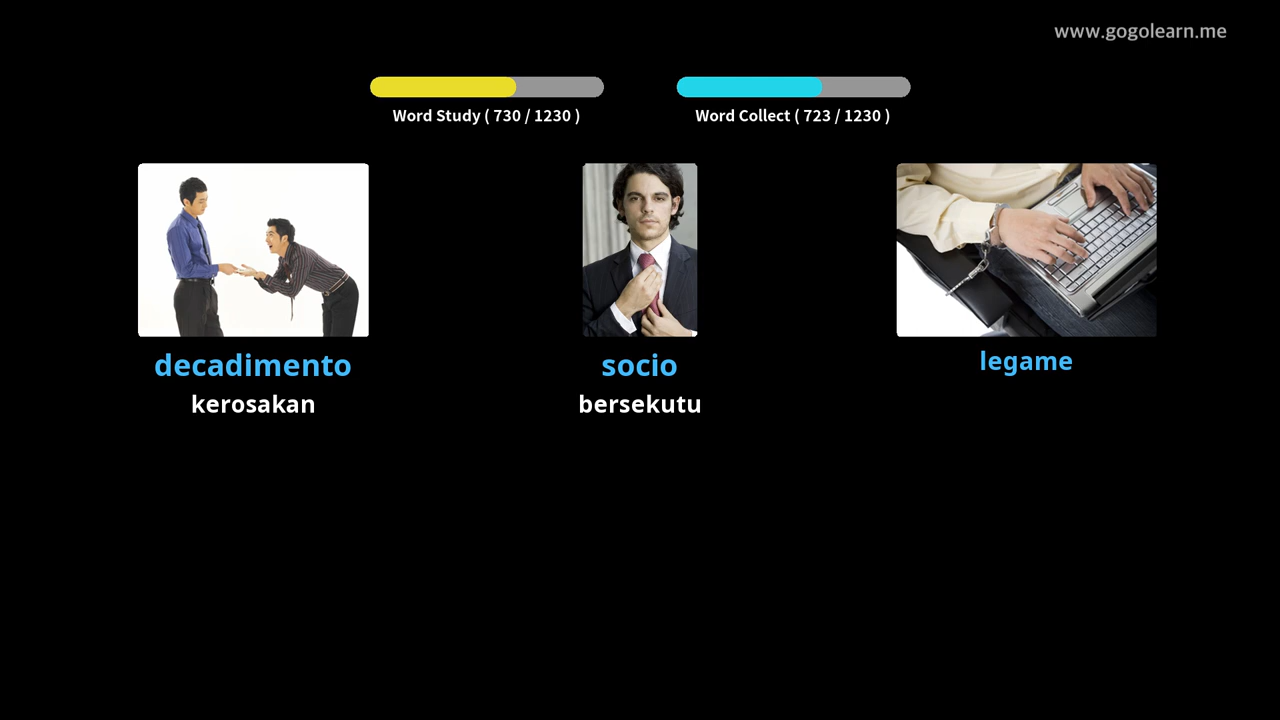 www.gogolearn.me
Word Study ( 730 / 1230 )
Word Collect ( 723 / 1230 )
decadimento
kerosakan
socio
bersekutu
legame